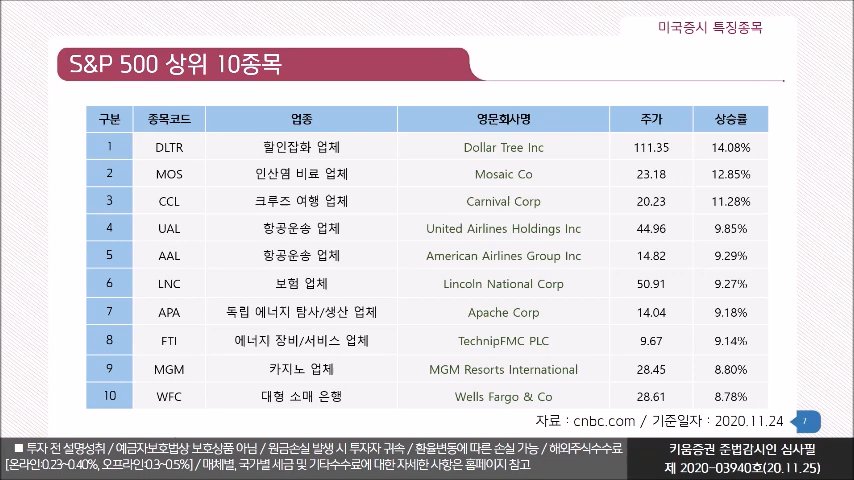 미국증시 특징종목
S&P 500 상위 10종목
구분 종목코드 업종 영문회사명 주가 상승률
1 DLTR 할인잡화 업체 Dollar Tree Inc 111.35 14.08%
2 MOS 인산염 비료 업체 Mosaic Co 23.18 12.85%
3 CCL 크루즈 여행 업체 Carnival Corp 20.23 11.28%
4 UAL 항공운송 업체 United Airlines Holdings Inc 44.96 9.85%
5 AAL 항공운송 업체 American Airlines Group Inc 14.82 9.29%
6 LNC 보험 업체 Lincoln National Corp 50.91 9.27%
7 APA 독립 에너지 탐사/생산 업체 Apache Corp 14.04 9.18%
8 FTI 에너지 장비/서비스 업체 TechnipFMC PLC 9.67 9.14%
9 MGM 카지노 업체 MGM Resorts International 28.45 8.80%
10 WFC 대형 소매 은행 Wells Fargo & Co 28.61 8.78%
자료 : cnbc.com / 기준일자 : 2020.11.24 7
■ 투자 전 설명성취 / 예금자보호법상 보호상품 아님 / 원금손실 발생 시 투자자 귀속 / 환율변동에 따른 손실 가능 / 해외주식수수료
[온라인:0.23~0.40%, 오프라인:0.3~0.5%] / 매체별, 국가별 세금 및 기타수수료에 대한 자세한 사항은 홈페이지 참고
키움증권 준법감시인 심사필
제 2020-03940호(20.11.25)